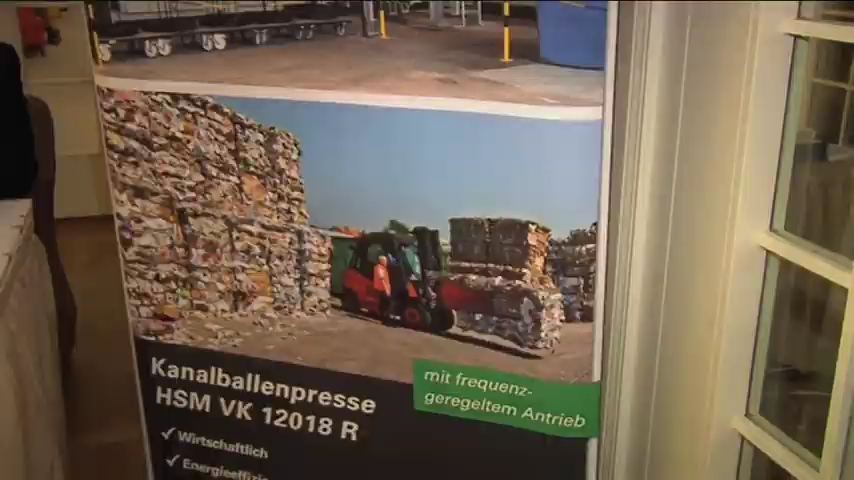 Kanalballenpresse
HSM VK 12018 R
mit frequenz-
geregeltem Antrieb
✓ Wirtschaftlich